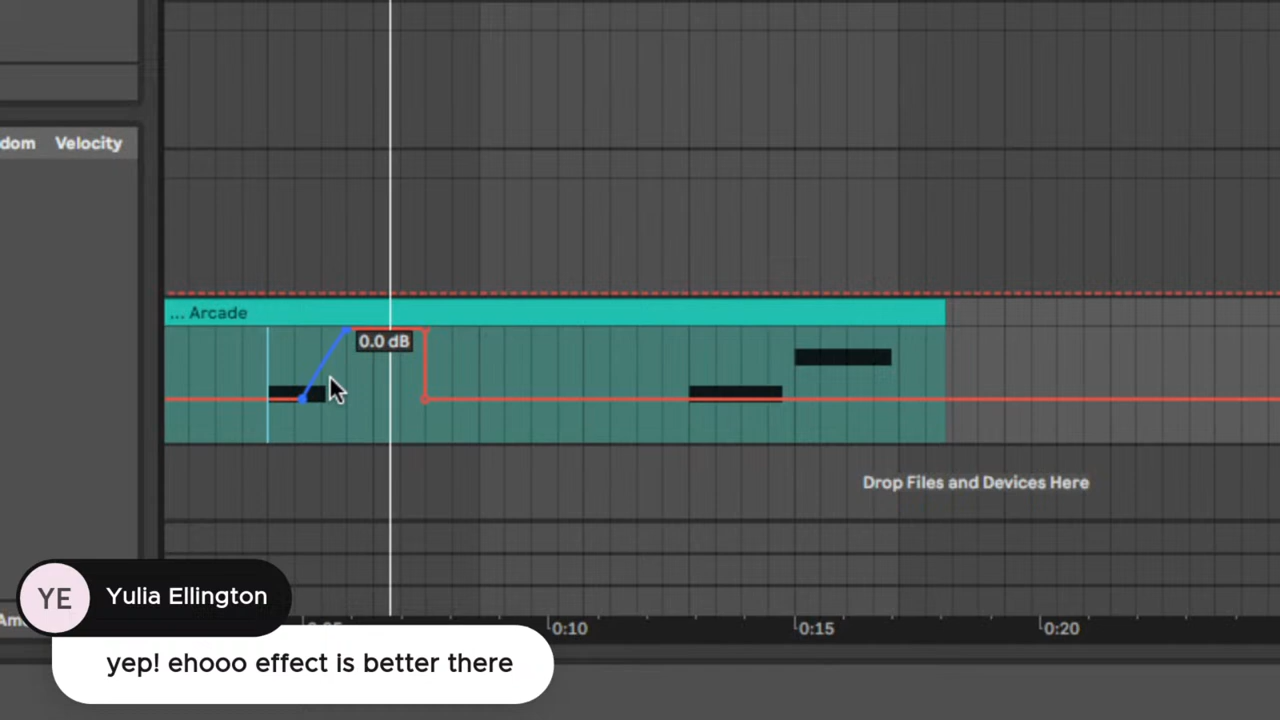 dom Velocity
... Arcade
0.0 dB
Drop Files and Devices Here
YE Yulia Ellington
0:10 0:15 0:20
yep! ehooo effect is better there